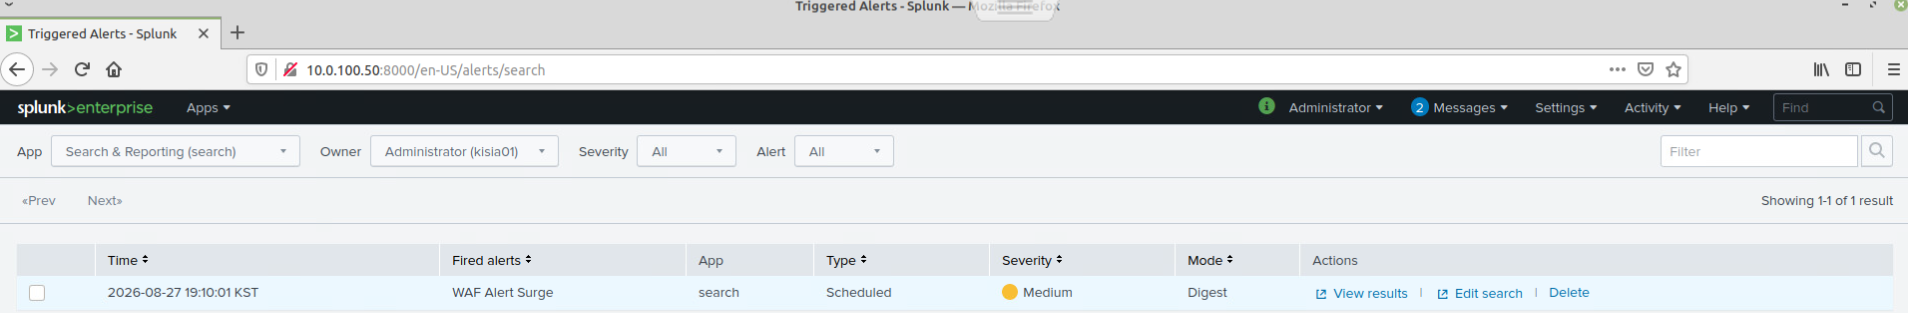 Triggered Alerts - Splunk — Mozilla Firefox
Triggered Alerts - Splunk
10.0.100.50:8000/en-US/alerts/search
splunk>enterprise Apps Administrator 2 Messages Settings Activity Help Find
App Search & Reporting (search) Owner Administrator (kisia01) Severity All Alert All Filter
«Prev Next» Showing 1-1 of 1 result
Time Fired alerts App Type Severity Mode Actions
2026-08-27 19:10:01 KST WAF Alert Surge search Scheduled Medium Digest View results | Edit search | Delete